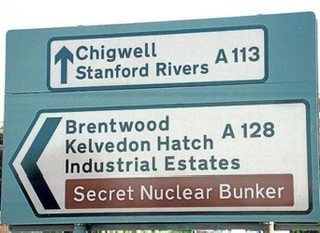 Chigwell
Stanford Rivers A 113
Brentwood
Kelvedon Hatch A 128
Industrial Estates
Secret Nuclear Bunker